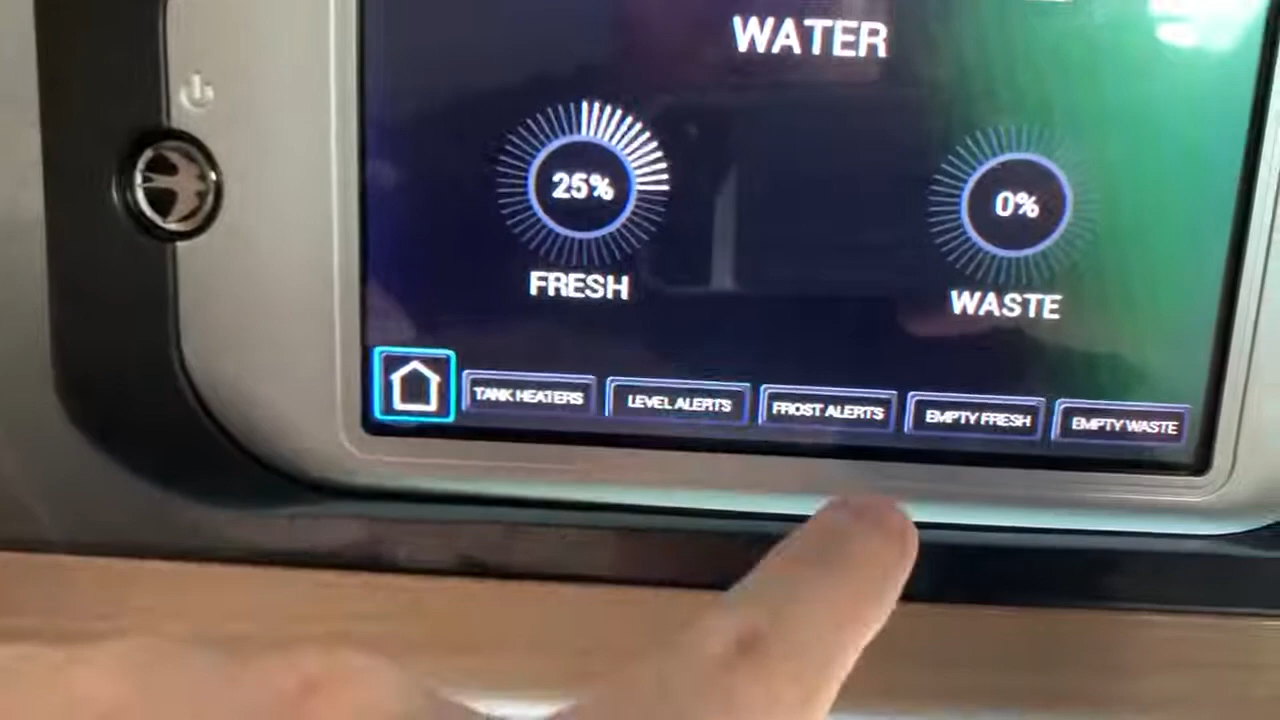 WATER
25%
0%
FRESH
WASTE
TANK HEATERS
LEVEL ALERTS
FROST ALERTS
EMPTY FRESH
EMPTY WASTE